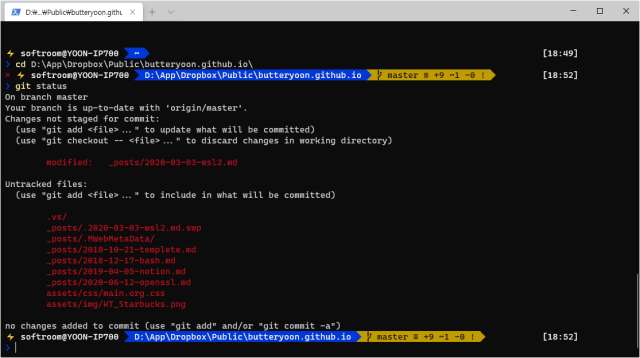 D:₩...₩Public₩butteryoon.githu
softroom@YOON-IP700 ~ [18:49]
> cd D:\App\Dropbox\Public\butteryoon.github.io\
softroom@YOON-IP700 D:\App\Dropbox\Public\butteryoon.github.io master ≡ +9 ~1 -0 ! [18:52]
> git status
On branch master
Your branch is up-to-date with 'origin/master'.
Changes not staged for commit:
(use "git add <file>..." to update what will be committed)
(use "git checkout -- <file>..." to discard changes in working directory)
modified: _posts/2020-03-03-wsl2.md
Untracked files:
(use "git add <file>..." to include in what will be committed)
.vs/
_posts/.2020-03-03-wsl2.md.swp
_posts/.MWebMetaData/
_posts/2018-10-21-templete.md
_posts/2018-12-17-bash.md
_posts/2019-04-05-notion.md
_posts/2020-06-12-openssl.md
assets/css/main.org.css
assets/img/WT_Starbucks.png
no changes added to commit (use "git add" and/or "git commit -a")
softroom@YOON-IP700 D:\App\Dropbox\Public\butteryoon.github.io master ≡ +9 ~1 -0 ! [18:52]
>